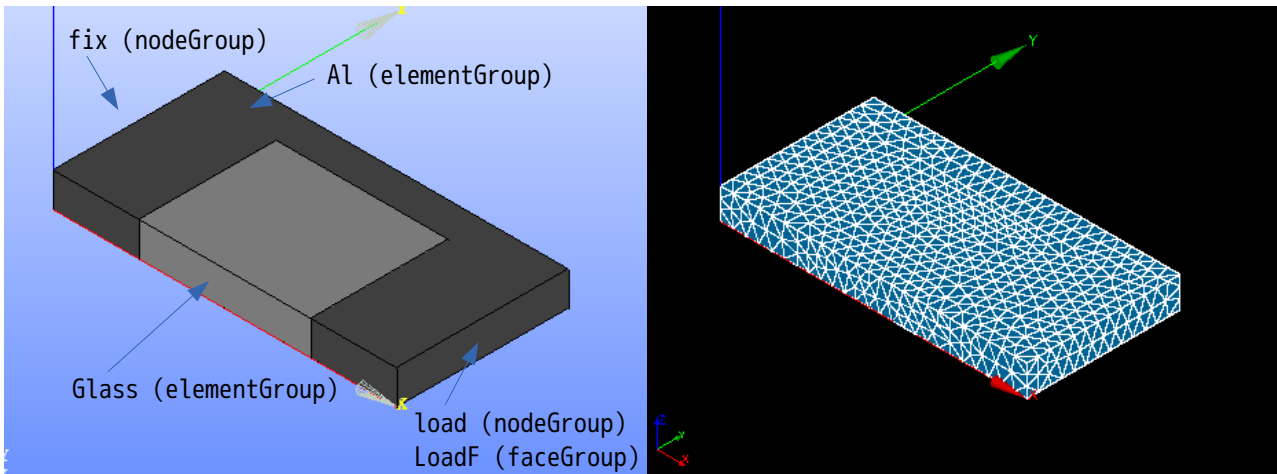 fix (nodeGroup)
Al (elementGroup)
Glass (elementGroup)
load (nodeGroup)
LoadF (faceGroup)
X
Y
X
Z
Y
X